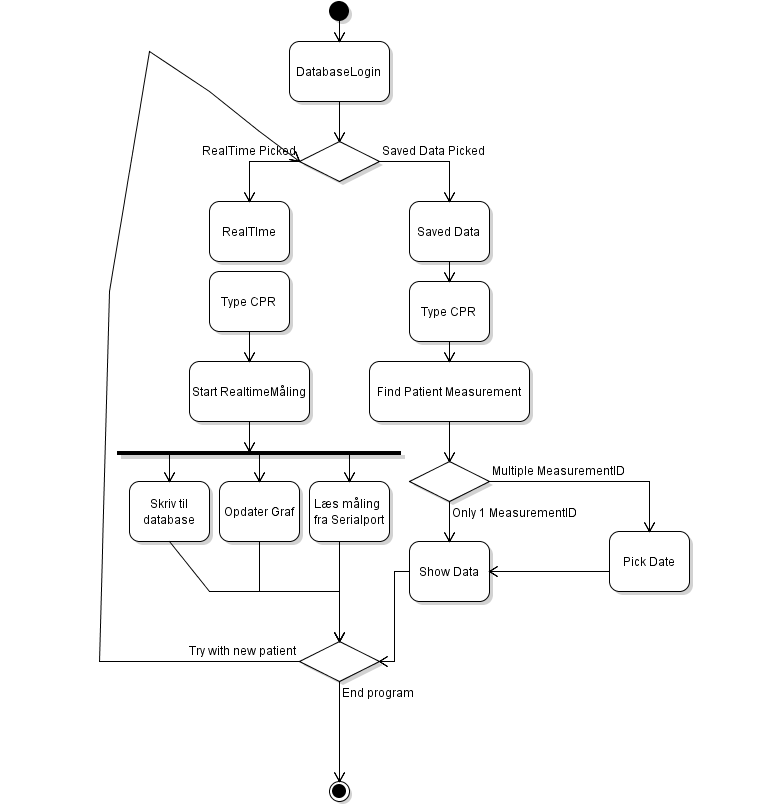 DatabaseLogin
RealTime Picked
Saved Data Picked
RealTIme
Saved Data
Type CPR
Type CPR
Start RealtimeMåling
Find Patient Measurement
Multiple MeasurementID
Skriv til
database
Opdater Graf
Læs måling
fra Serialport
Only 1 MeasurementID
Show Data
Pick Date
Try with new patient
End program